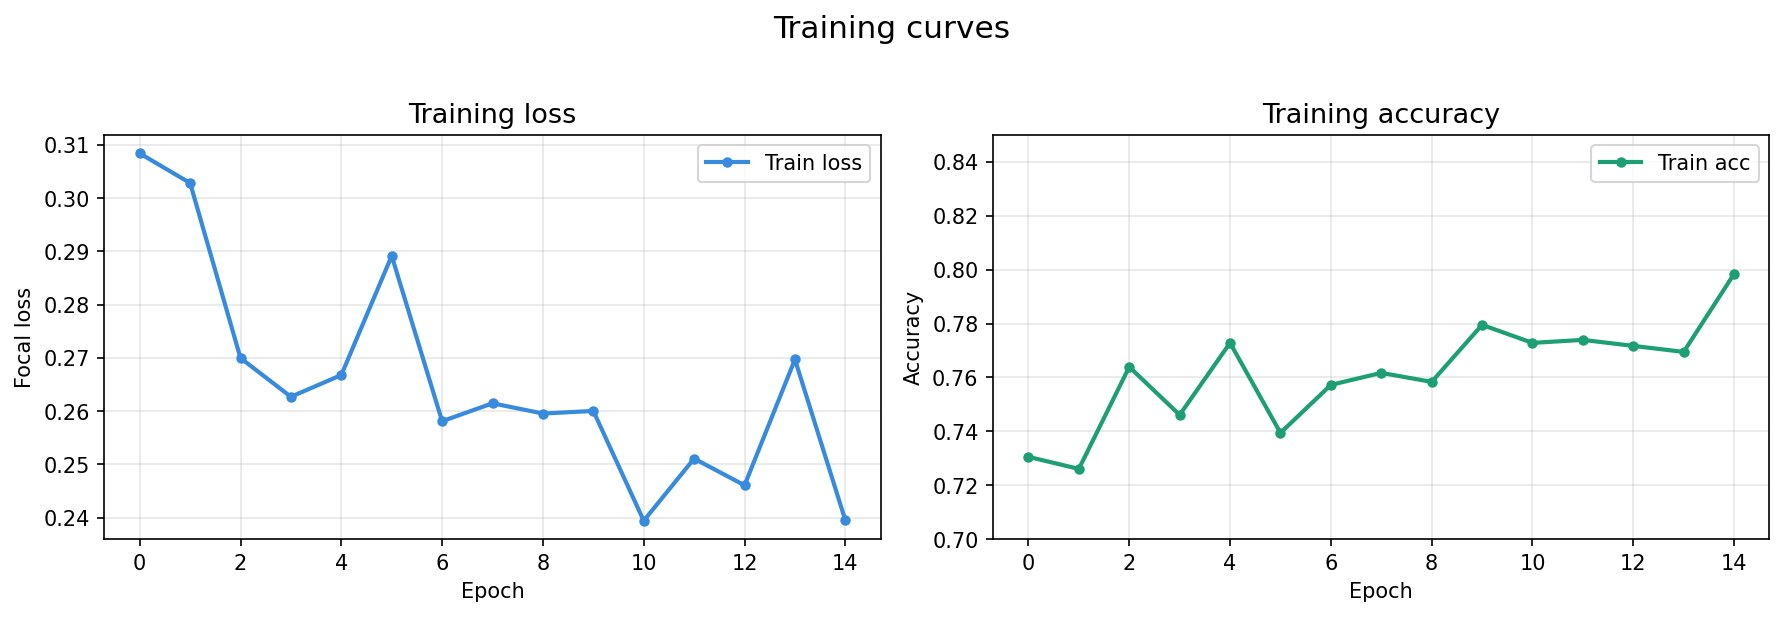 Training curves
Training loss
0.31
0.30
0.29
0.28
0.27
0.26
0.25
0.24
Focal loss
Train loss
0 2 4 6 8 10 12 14
Epoch
Training accuracy
0.84
0.82
0.80
0.78
0.76
0.74
0.72
0.70
Accuracy
Train acc
0 2 4 6 8 10 12 14
Epoch